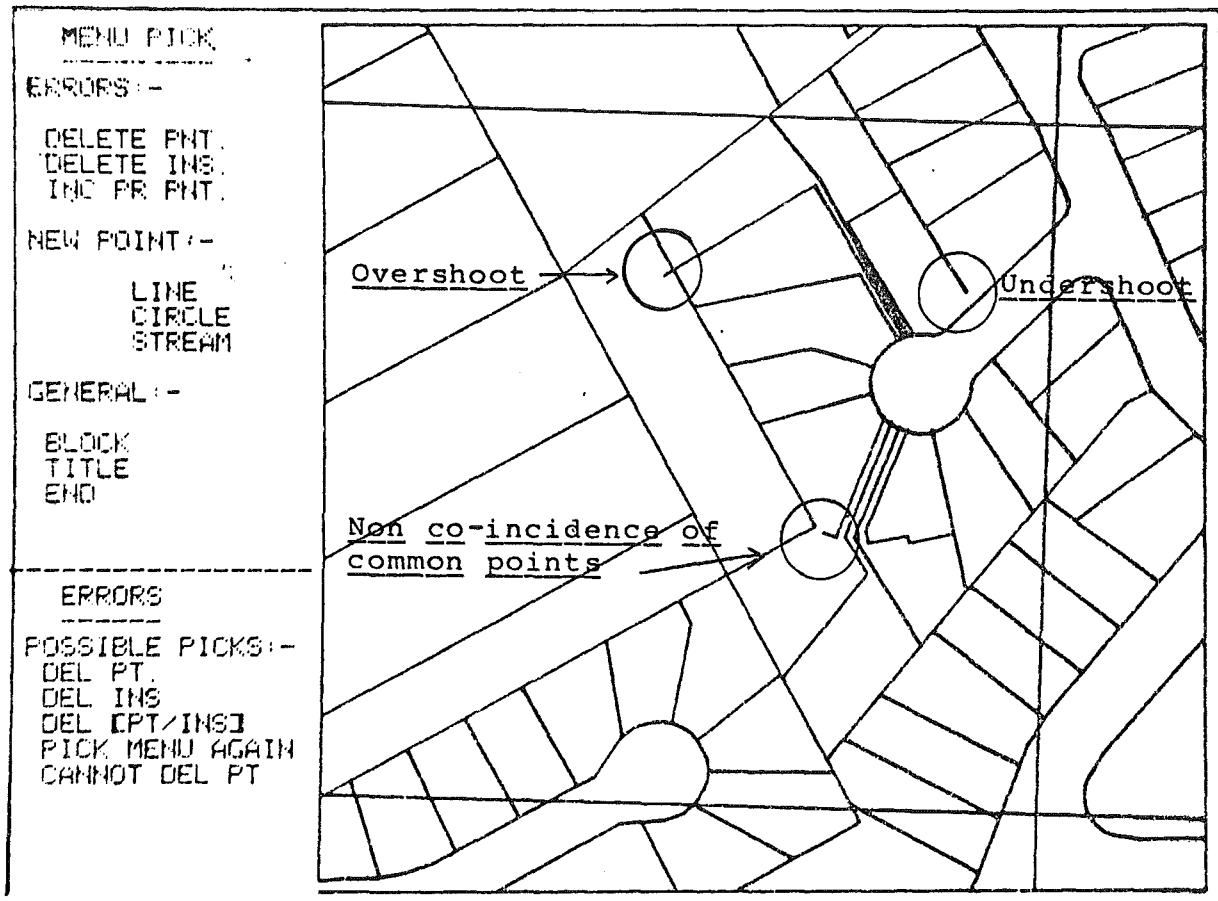 MENU PICK
ERRORS:-
DELETE PNT.
DELETE INS.
INC PR PNT.
NEW POINT:-
LINE
CIRCLE
STREAM
GENERAL:-
BLOCK
TITLE
END
ERRORS
POSSIBLE PICKS:-
DEL PT.
DEL INS
DEL [PT/INS]
PICK MENU AGAIN
CANNOT DEL PT
Overshoot
Undershoot
Non co-incidence of
common points